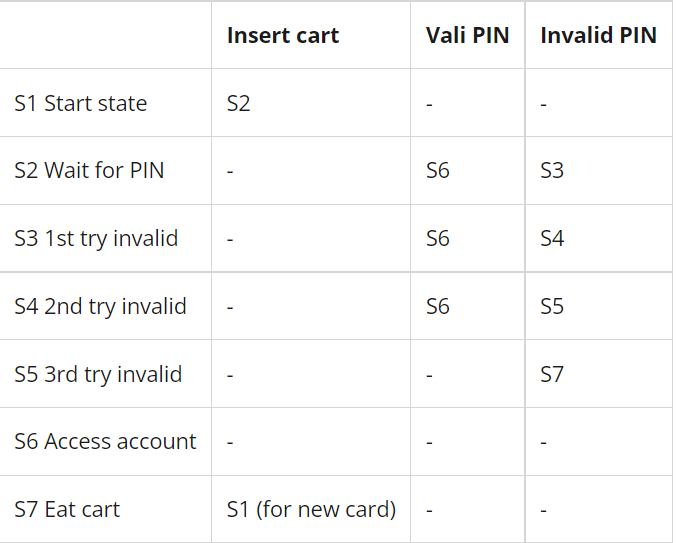 Insert cart Vali PIN Invalid PIN
S1 Start state S2 - -
S2 Wait for PIN - S6 S3
S3 1st try invalid - S6 S4
S4 2nd try invalid - S6 S5
S5 3rd try invalid - - S7
S6 Access account - - -
S7 Eat cart S1 (for new card) - -